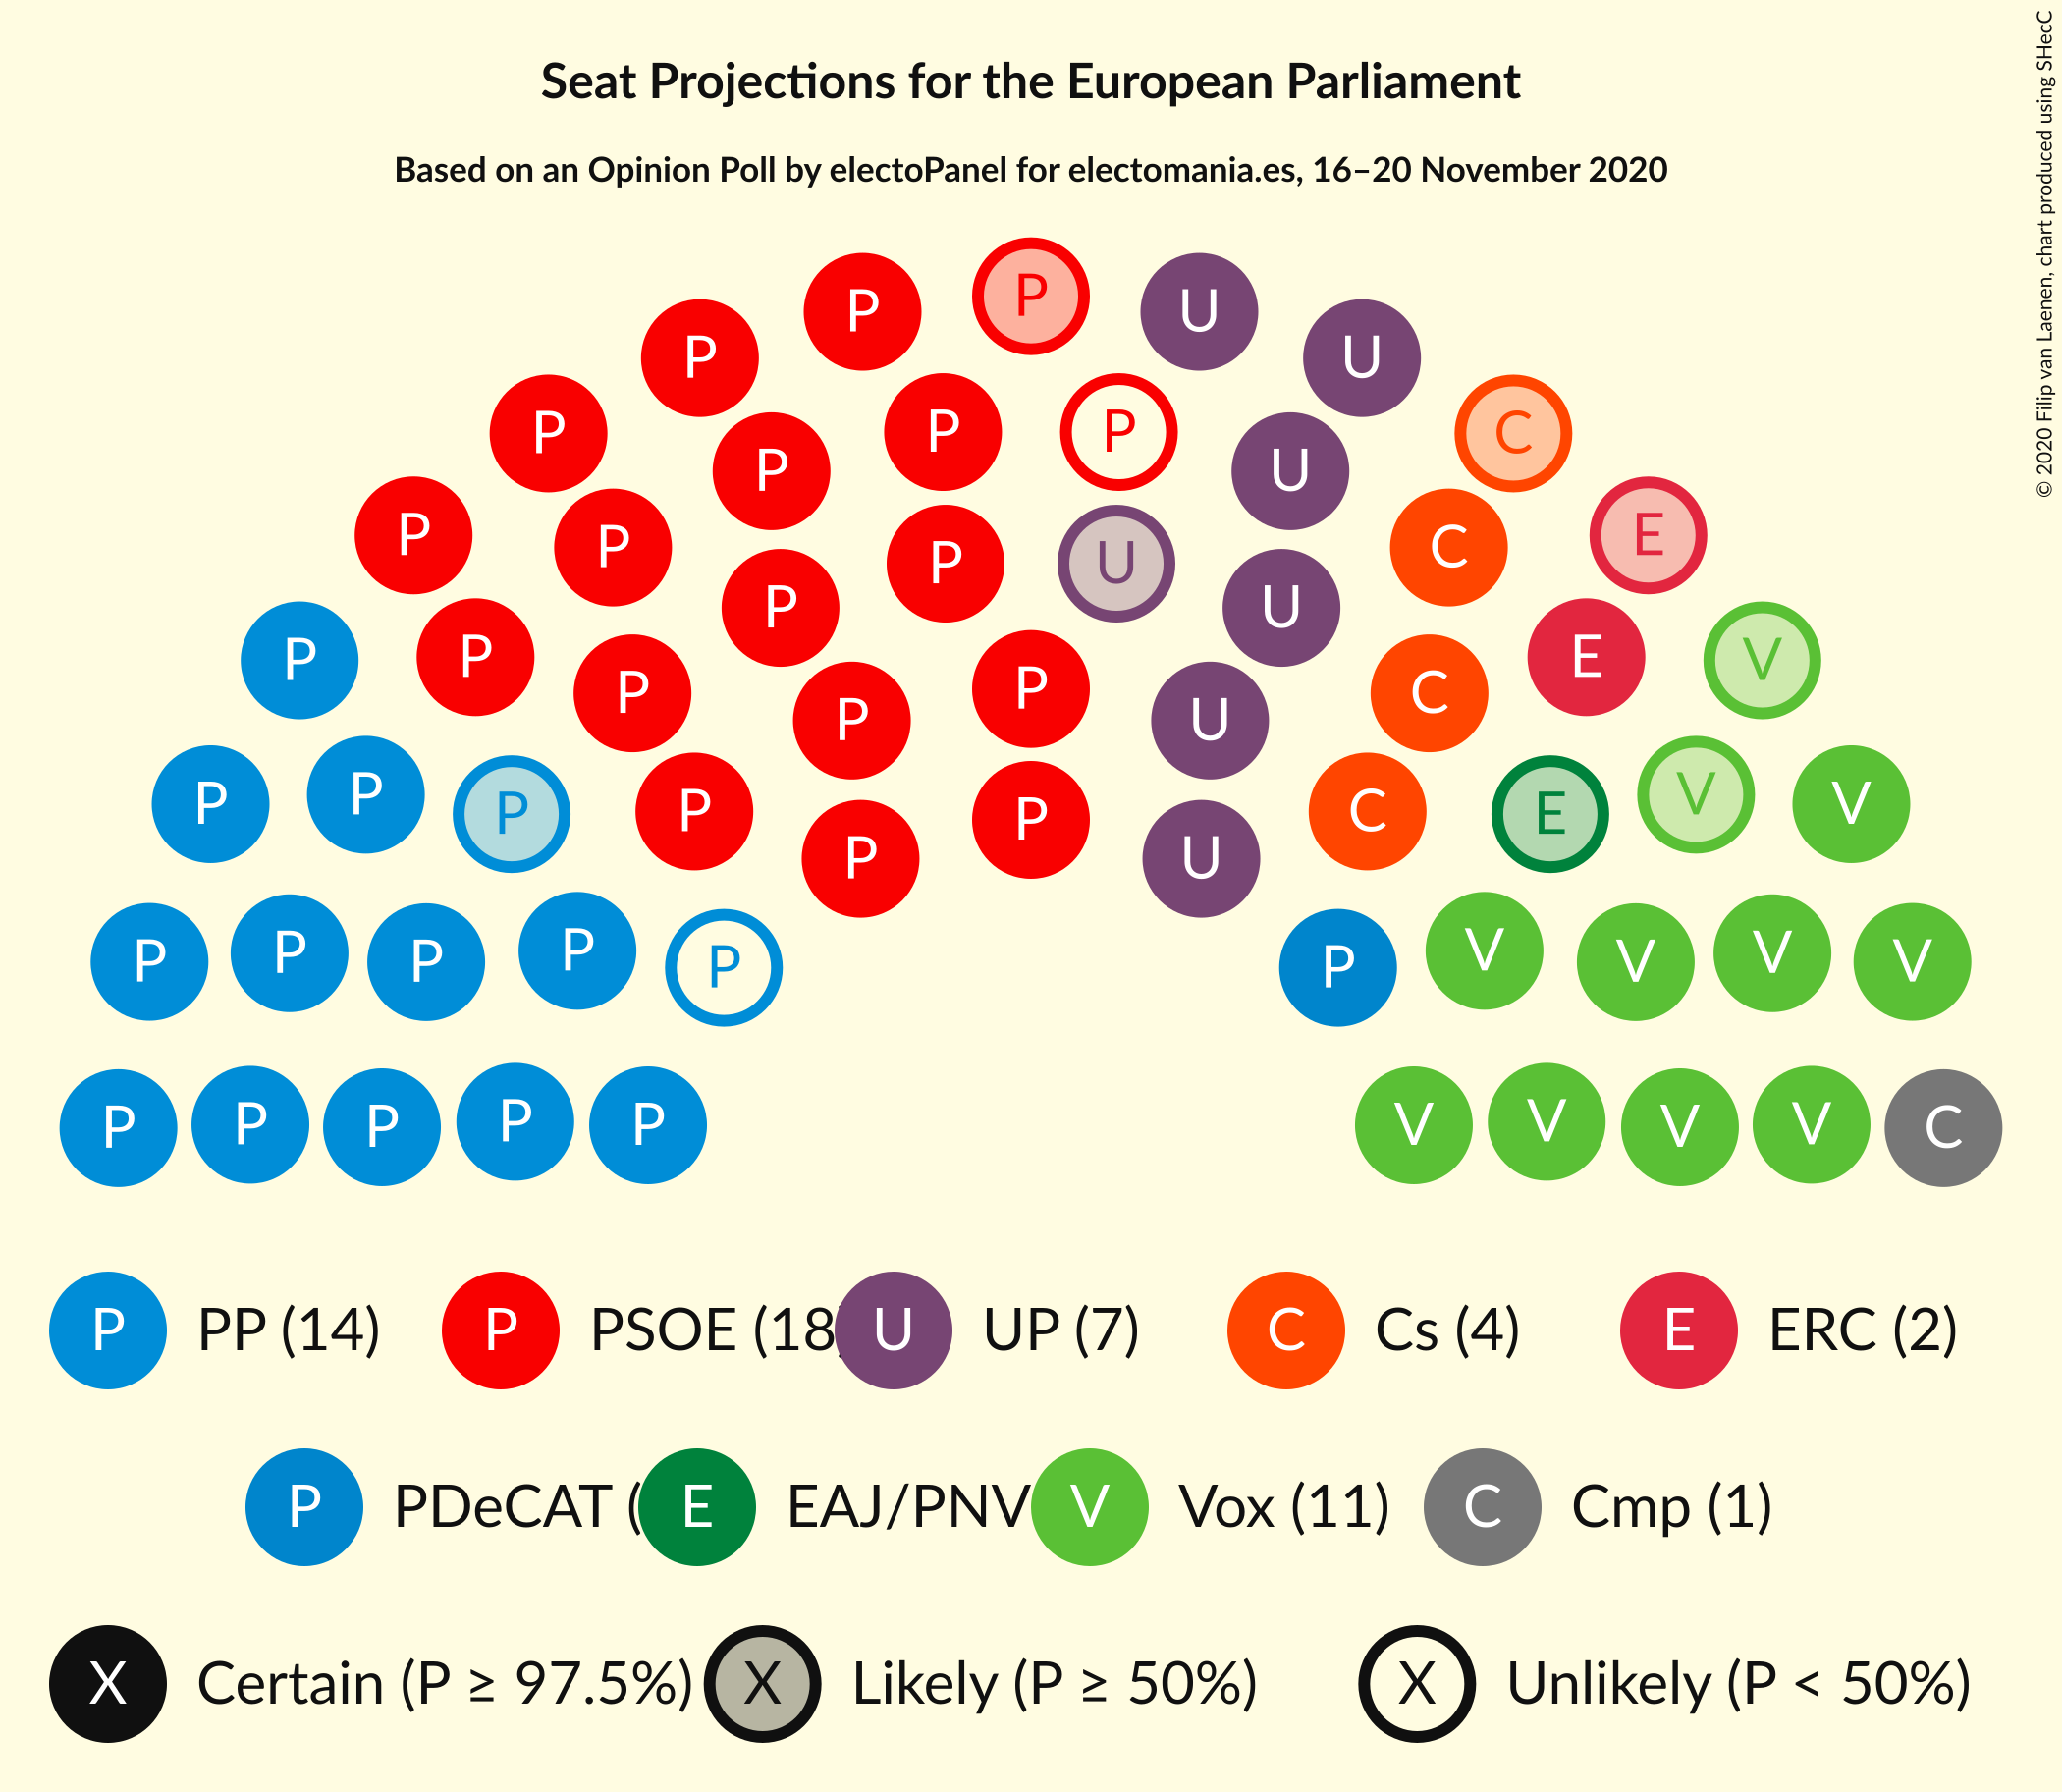 Seat Projections for the European Parliament
Based on an Opinion Poll by electoPanel for electomania.es, 16–20 November 2020
© 2020 Filip van Laenen, chart produced using SHecC
P P P U U
P P P P U C
P P P P U U C E
P P P P P U C E V
P P P P P P U C E V V
P P P P P P V V V V
P P P P P V V V V C
P PP (14) P PSOE (18 U UP (7) C Cs (4) E ERC (2)
P PDeCAT ( E EAJ/PNV V Vox (11) C Cmp (1)
X Certain (P ≥ 97.5%) X Likely (P ≥ 50%) X Unlikely (P < 50%)